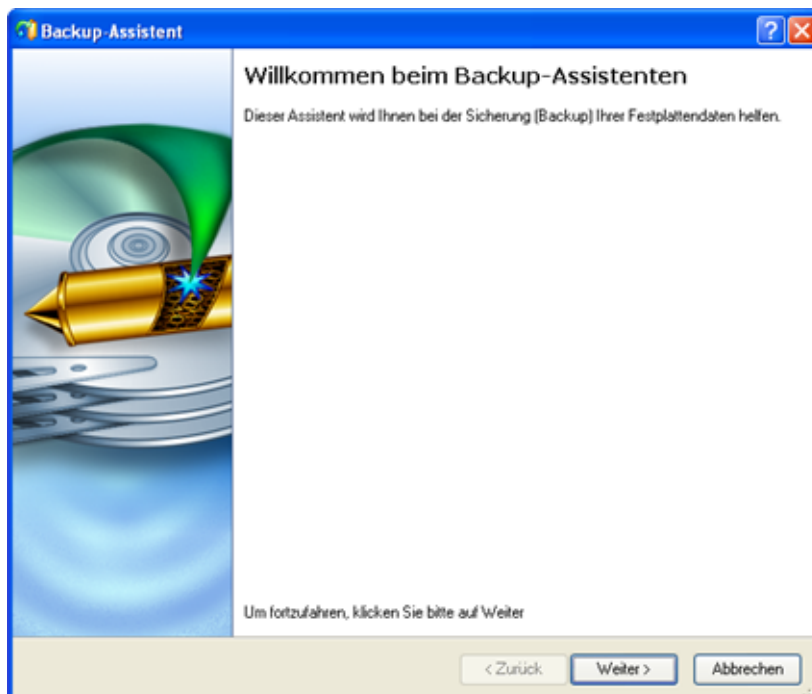 Backup-Assistent
Willkommen beim Backup-Assistenten
Dieser Assistent wird Ihnen bei der Sicherung (Backup) Ihrer Festplattendaten helfen.
Um fortzufahren, klicken Sie bitte auf Weiter
< Zurück
Weiter >
Abbrechen